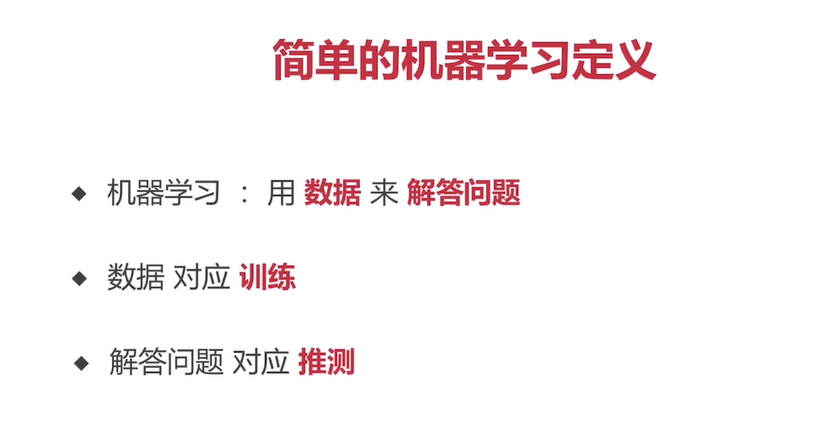 简单的机器学习定义
◆ 机器学习 ： 用 数据 来 解答问题
◆ 数据 对应 训练
◆ 解答问题 对应 推测